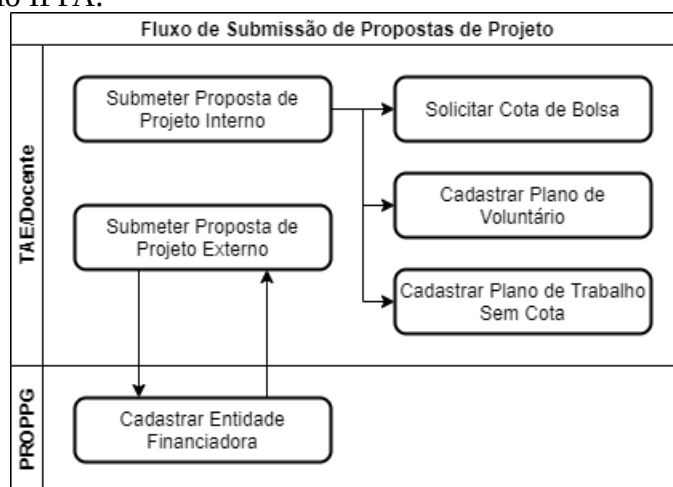 IFPA.
Fluxo de Submissão de Propostas de Projeto
TAE/Docente
Submeter Proposta de
Projeto Interno
Solicitar Cota de Bolsa
Cadastrar Plano de
Voluntário
Submeter Proposta de
Projeto Externo
Cadastrar Plano de Trabalho
Sem Cota
PROPPG
Cadastrar Entidade
Financiadora